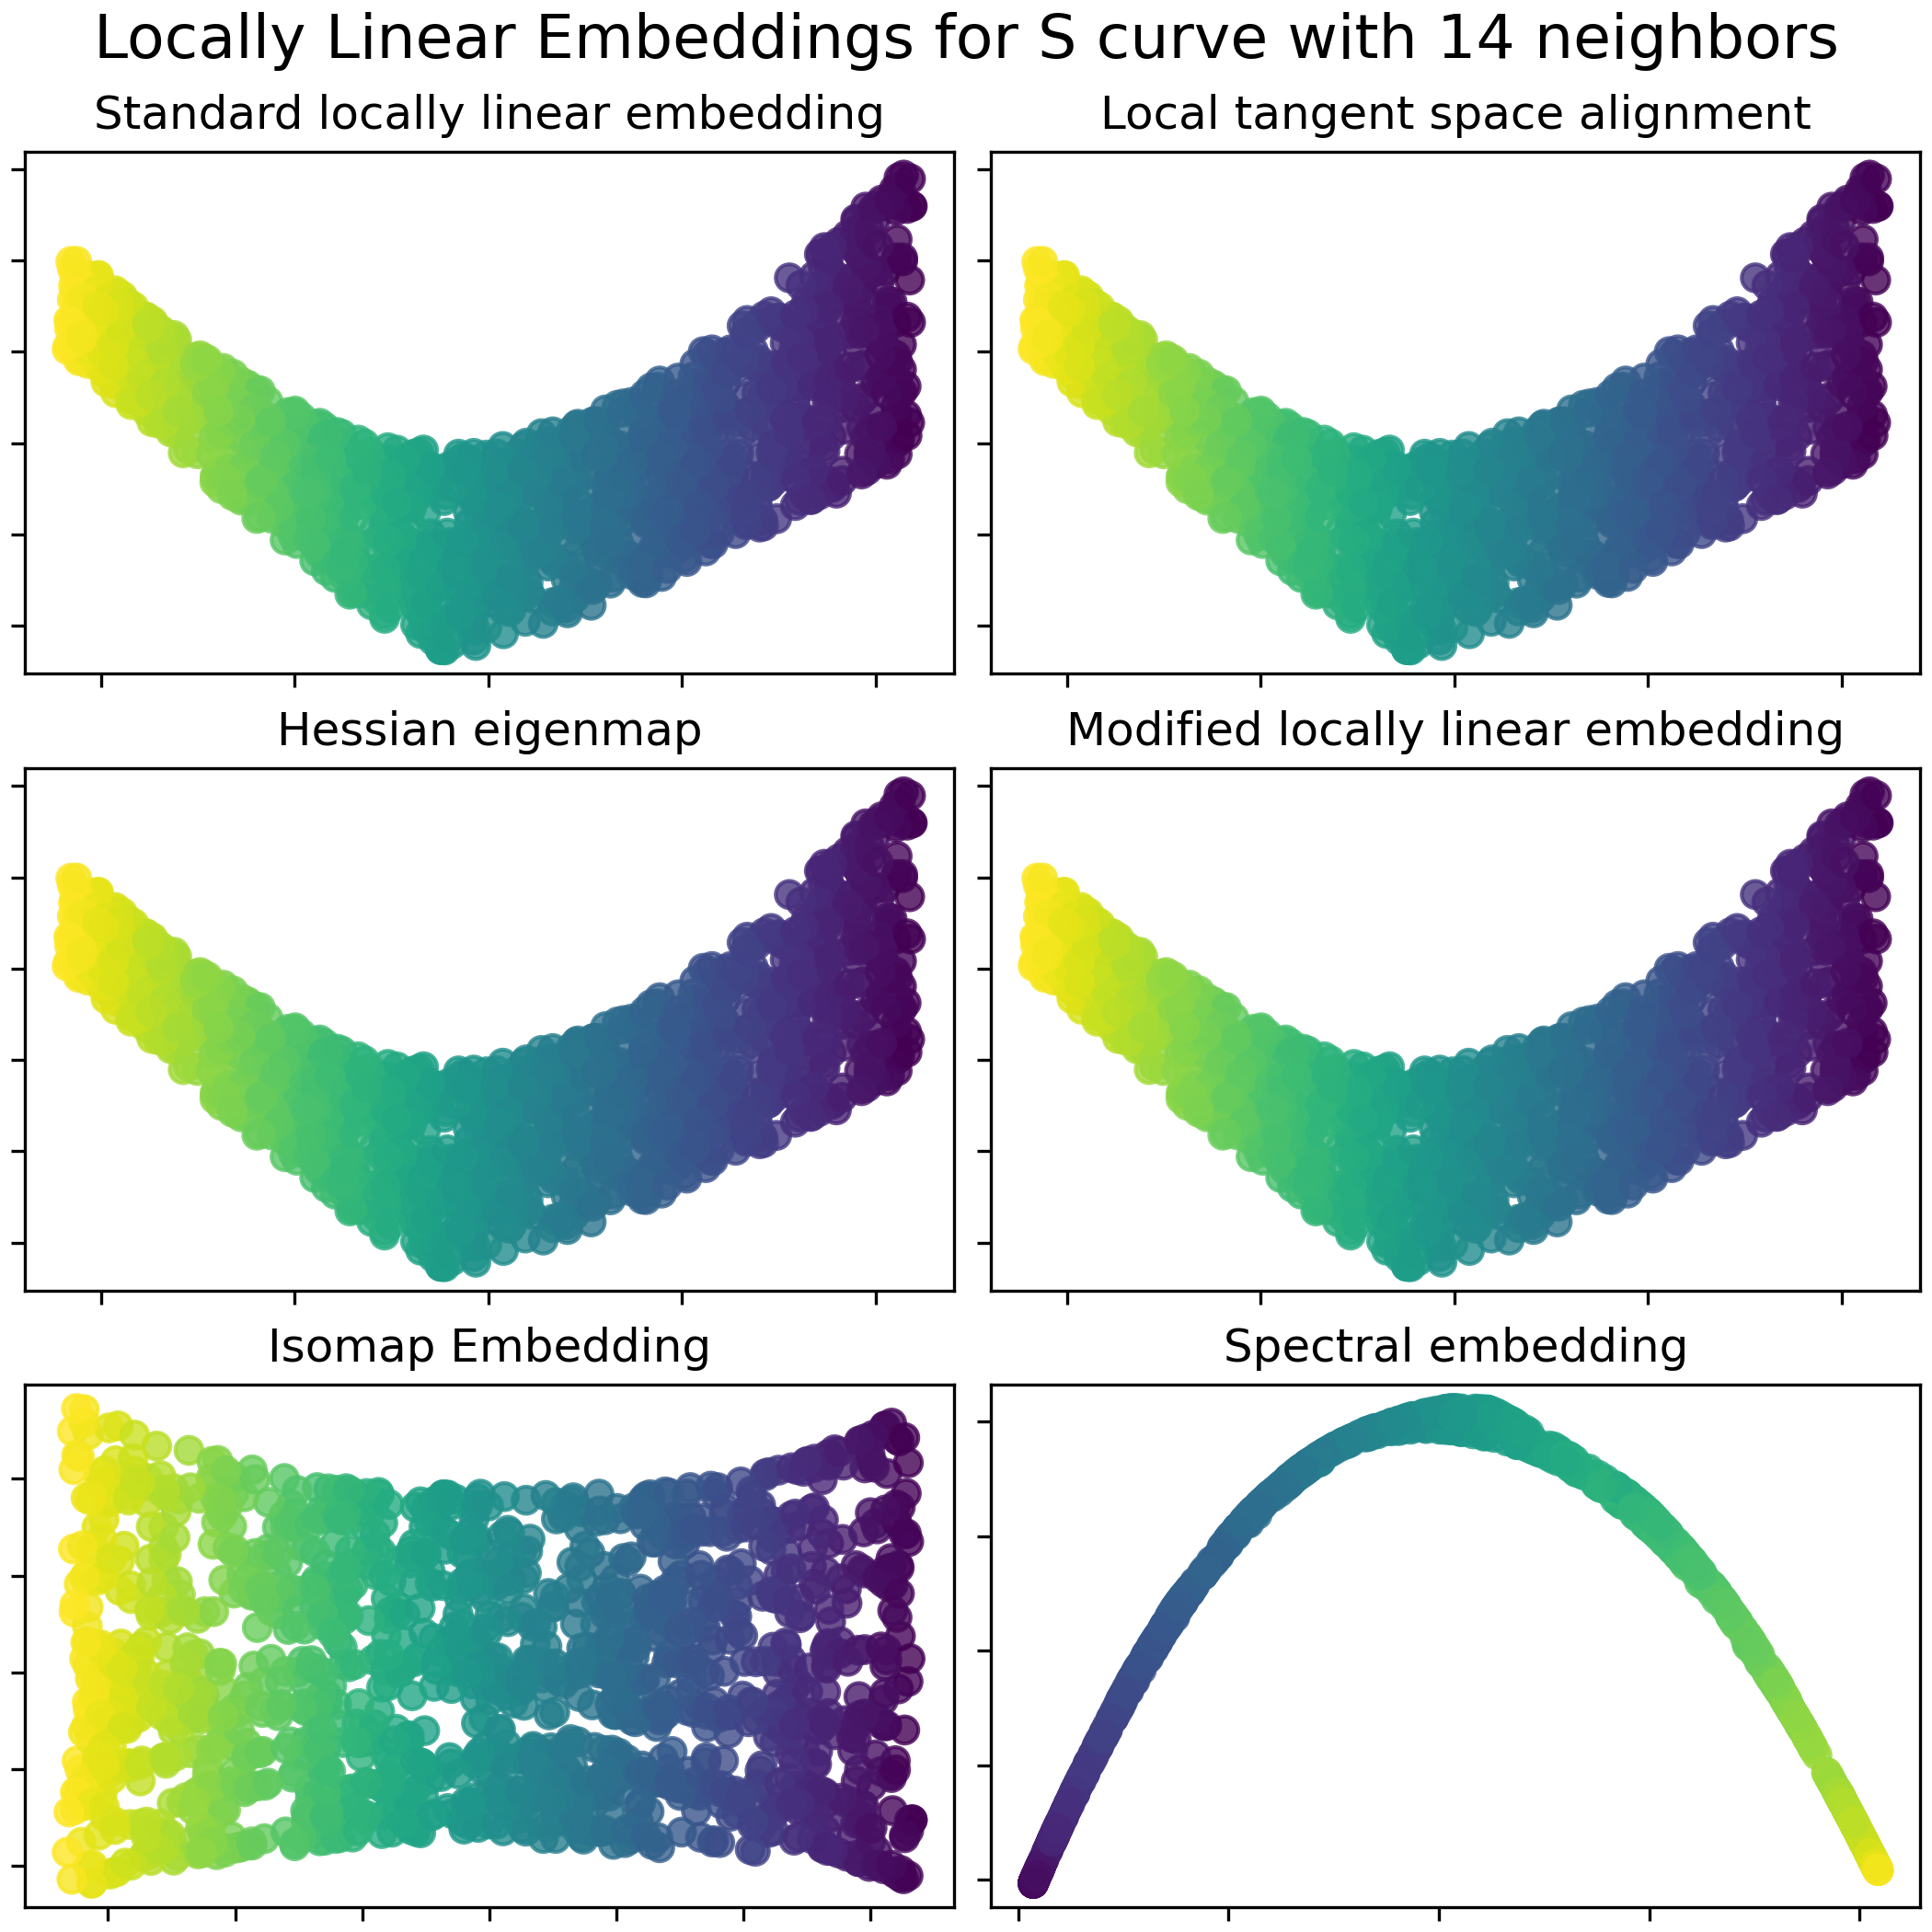 Locally Linear Embeddings for S curve with 14 neighbors
Standard locally linear embedding
Local tangent space alignment
Hessian eigenmap
Modified locally linear embedding
Isomap Embedding
Spectral embedding